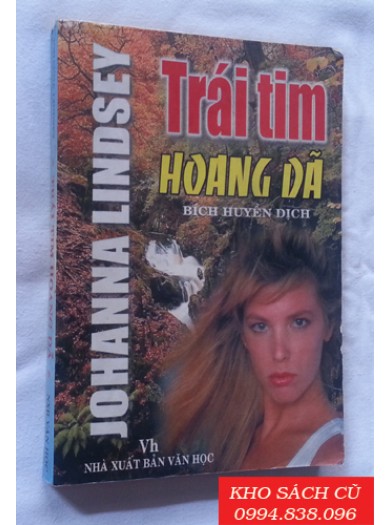 JOHANNA LINDSEY
Trái tim
HOANG DÃ
BÍCH HUYỀN DỊCH
Vh
NHÀ XUẤT BẢN VĂN HỌC
KHO SÁCH CŨ
0994.838.096